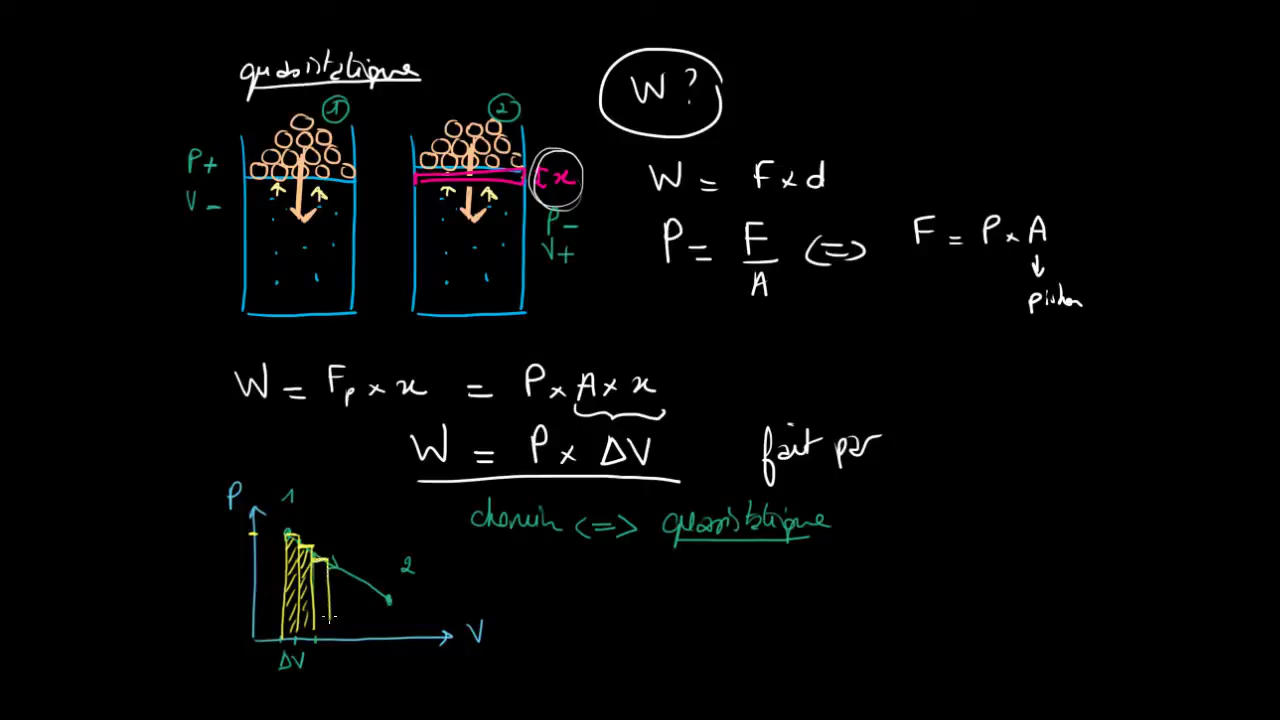 quasistatique
1
2
W ?
P+
V-
x
P-
V+
W = F × d
P = F / A <=> F = P × A
piston
W = Fp × x = P × A × x
W = P × ΔV fait par
chemin <=> quasistatique
P
1
2
V
ΔV